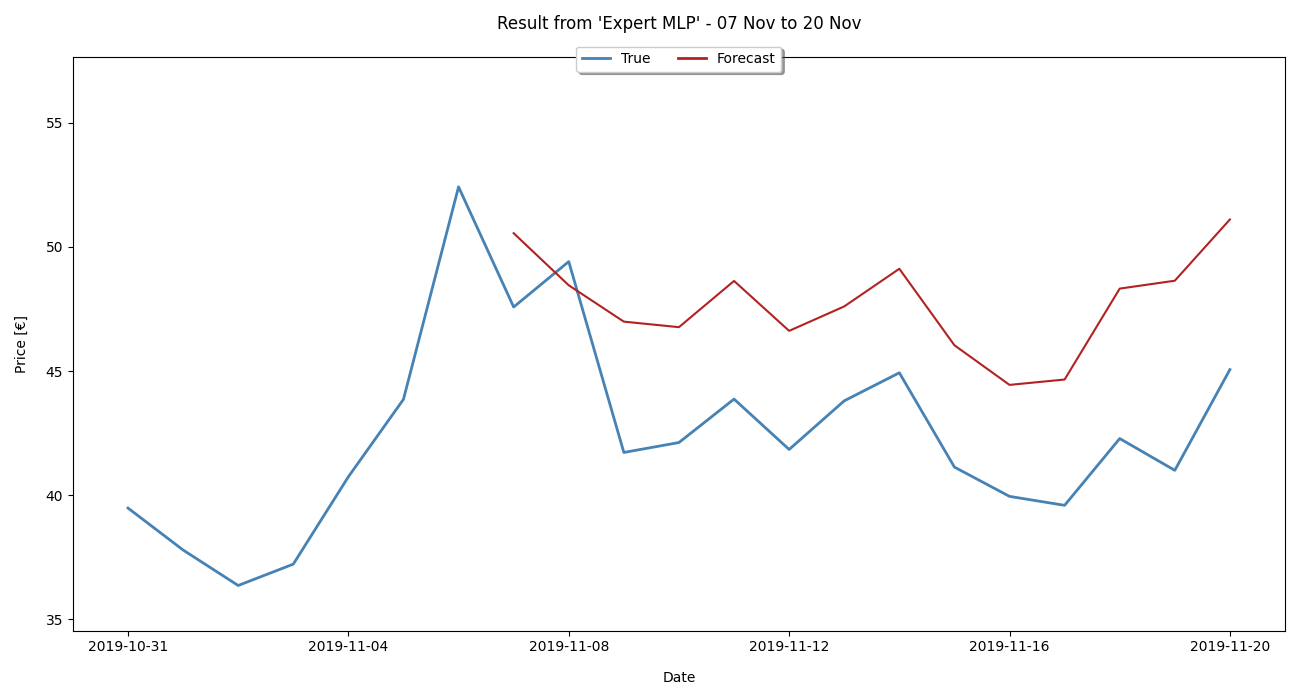 Result from 'Expert MLP' - 07 Nov to 20 Nov
True Forecast
55
50
45
40
35
Price [€]
2019-10-31 2019-11-04 2019-11-08 2019-11-12 2019-11-16 2019-11-20
Date